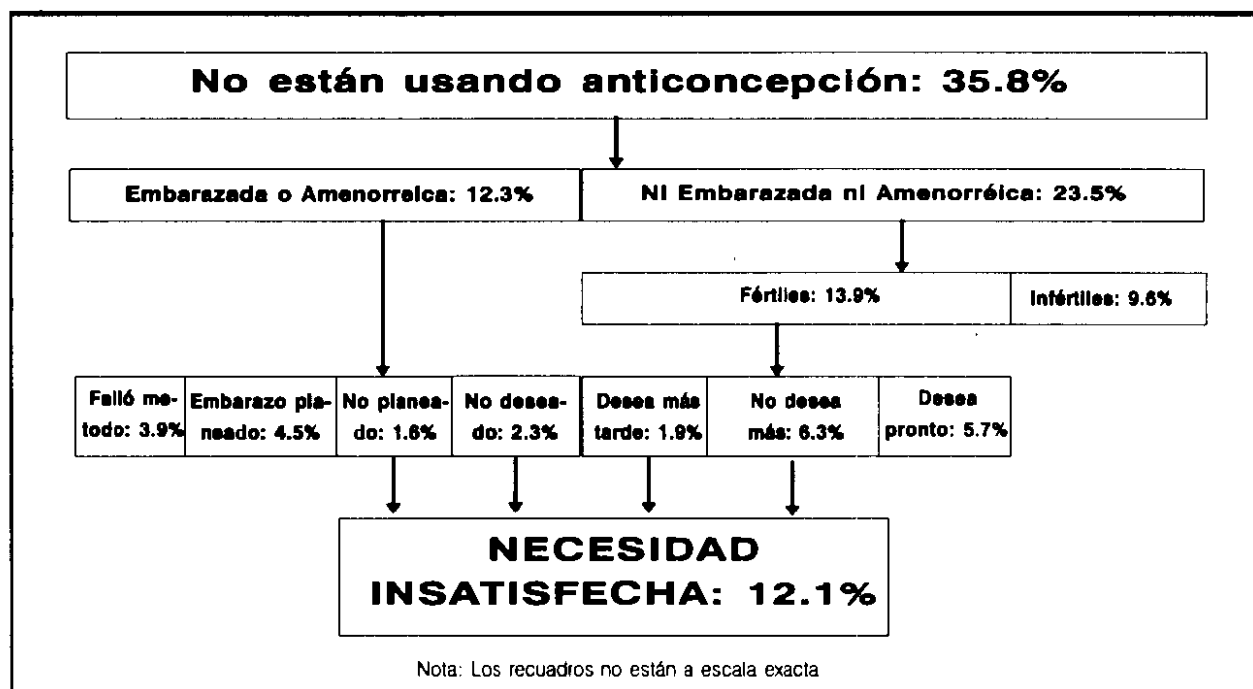 No están usando anticoncepción: 35.8%
Embarazada o Amenorreica: 12.3%
Ni Embarazada ni Amenorréica: 23.5%
Fértiles: 13.9%
Infértiles: 9.6%
Falló me-
todo: 3.9%
Embarazo pla-
neado: 4.5%
No planea-
do: 1.6%
No desea-
do: 2.3%
Desea más
tarde: 1.9%
No desea
más: 6.3%
Desea
pronto: 5.7%
NECESIDAD
INSATISFECHA: 12.1%
Nota: Los recuadros no están a escala exacta